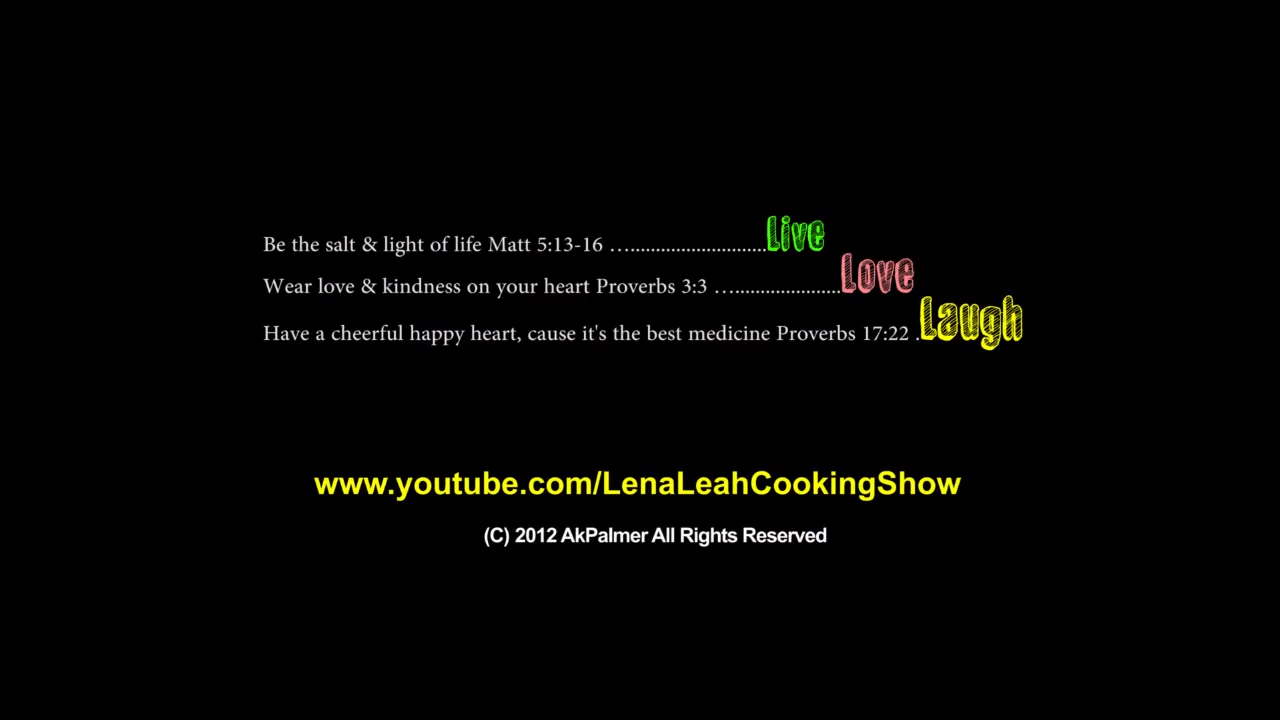 Be the salt & light of life Matt 5:13-16 …..........................Live
Wear love & kindness on your heart Proverbs 3:3 …......................Love
Have a cheerful happy heart, cause it's the best medicine Proverbs 17:22 .Laugh
www.youtube.com/LenaLeahCookingShow
(C) 2012 AkPalmer All Rights Reserved